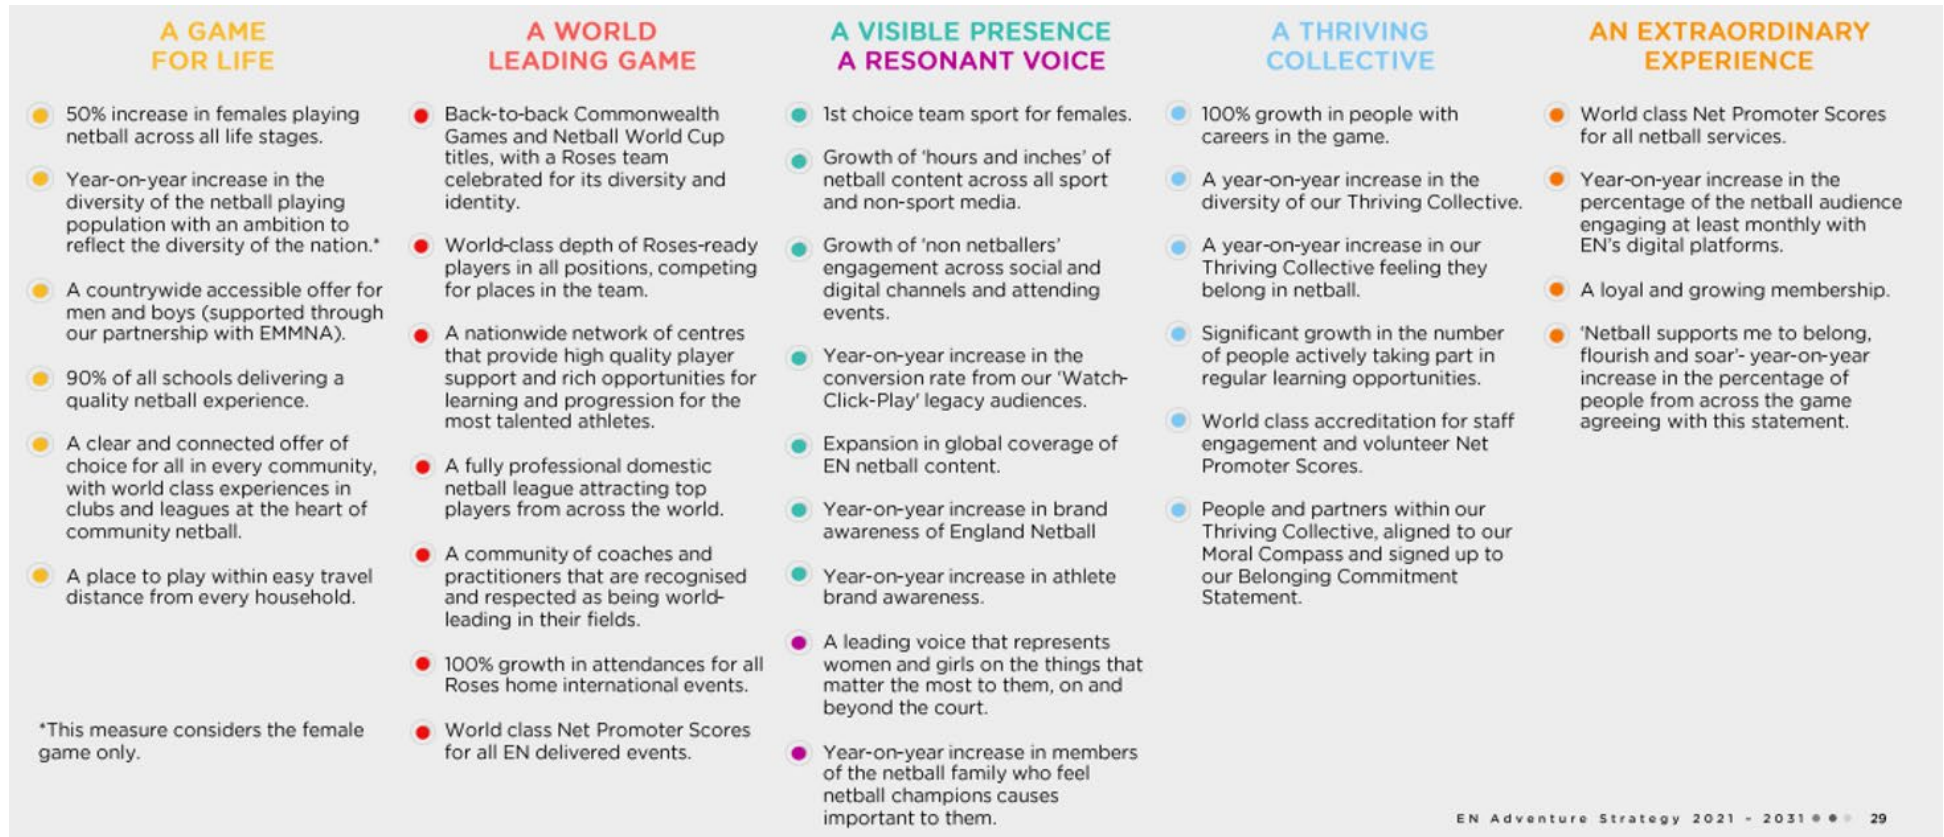 A GAME
FOR LIFE
50% increase in females playing
netball across all life stages.
Year-on-year increase in the
diversity of the netball playing
population with an ambition to
reflect the diversity of the nation.*
A countrywide accessible offer for
men and boys (supported through
our partnership with EMMNA).
90% of all schools delivering a
quality netball experience.
A clear and connected offer of
choice for all in every community,
with world class experiences in
clubs and leagues at the heart of
community netball.
A place to play within easy travel
distance from every household.
*This measure considers the female
game only.
A WORLD
LEADING GAME
Back-to-back Commonwealth
Games and Netball World Cup
titles, with a Roses team
celebrated for its diversity and
identity.
World-class depth of Roses-ready
players in all positions, competing
for places in the team.
A nationwide network of centres
that provide high quality player
support and rich opportunities for
learning and progression for the
most talented athletes.
A fully professional domestic
netball league attracting top
players from across the world.
A community of coaches and
practitioners that are recognised
and respected as being world-
leading in their fields.
100% growth in attendances for all
Roses home international events.
World class Net Promoter Scores
for all EN delivered events.
A VISIBLE PRESENCE
A RESONANT VOICE
1st choice team sport for females.
Growth of 'hours and inches' of
netball content across all sport
and non-sport media.
Growth of 'non netballers'
engagement across social and
digital channels and attending
events.
Year-on-year increase in the
conversion rate from our 'Watch-
Click-Play' legacy audiences.
Expansion in global coverage of
EN netball content.
Year-on-year increase in brand
awareness of England Netball
Year-on-year increase in athlete
brand awareness.
A leading voice that represents
women and girls on the things that
matter the most to them, on and
beyond the court.
Year-on-year increase in members
of the netball family who feel
netball champions causes
important to them.
A THRIVING
COLLECTIVE
100% growth in people with
careers in the game.
A year-on-year increase in the
diversity of our Thriving Collective.
A year-on-year increase in our
Thriving Collective feeling they
belong in netball.
Significant growth in the number
of people actively taking part in
regular learning opportunities.
World class accreditation for staff
engagement and volunteer Net
Promoter Scores.
People and partners within our
Thriving Collective, aligned to our
Moral Compass and signed up to
our Belonging Commitment
Statement.
AN EXTRAORDINARY
EXPERIENCE
World class Net Promoter Scores
for all netball services.
Year-on-year increase in the
percentage of the netball audience
engaging at least monthly with
EN's digital platforms.
A loyal and growing membership.
'Netball supports me to belong,
flourish and soar'- year-on-year
increase in the percentage of
people from across the game
agreeing with this statement.
EN Adventure Strategy 2021 - 2031 29